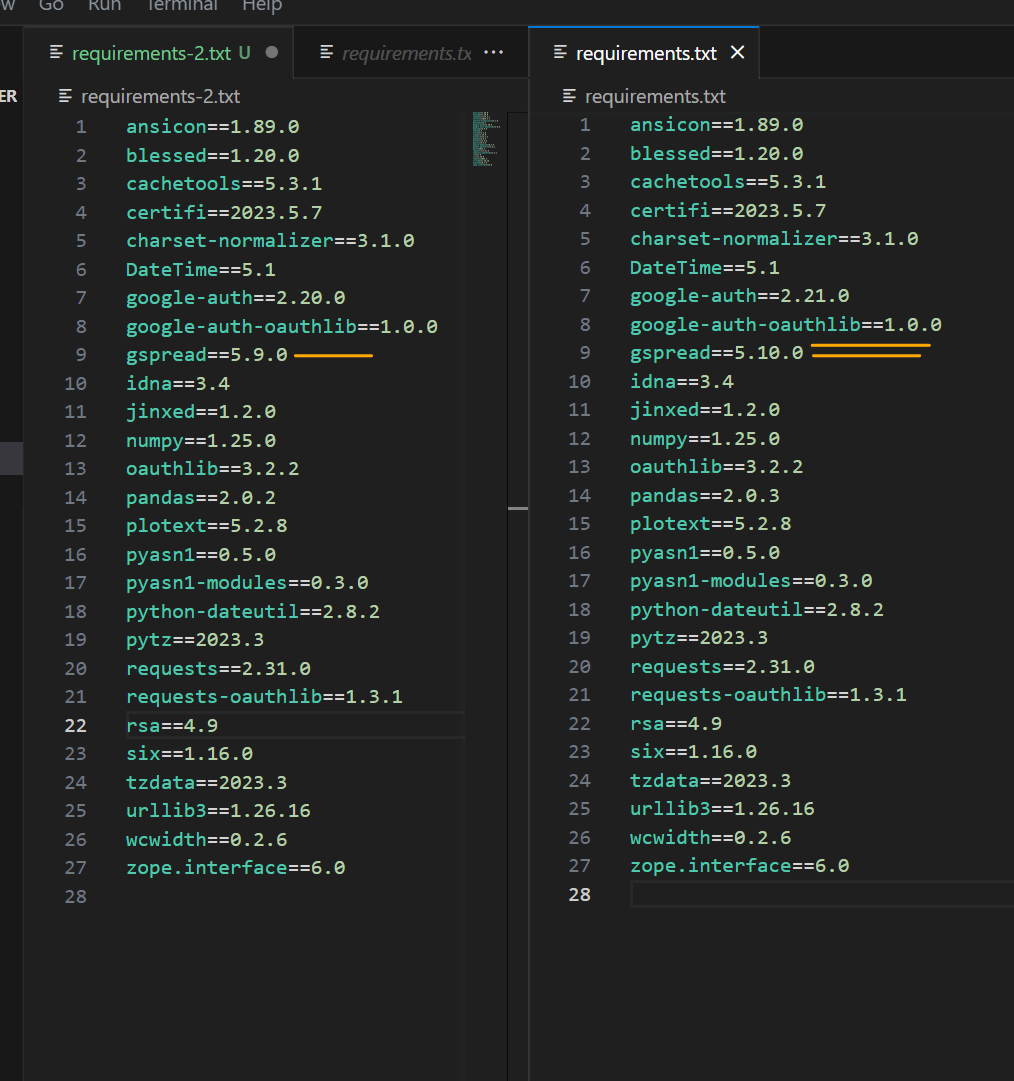 w Go Run Terminal Help
requirements-2.txt U requirements.tx ··· requirements.txt
ER
requirements-2.txt
1 ansicon==1.89.0
2 blessed==1.20.0
3 cachetools==5.3.1
4 certifi==2023.5.7
5 charset-normalizer==3.1.0
6 DateTime==5.1
7 google-auth==2.20.0
8 google-auth-oauthlib==1.0.0
9 gspread==5.9.0
10 idna==3.4
11 jinxed==1.2.0
12 numpy==1.25.0
13 oauthlib==3.2.2
14 pandas==2.0.2
15 plotext==5.2.8
16 pyasn1==0.5.0
17 pyasn1-modules==0.3.0
18 python-dateutil==2.8.2
19 pytz==2023.3
20 requests==2.31.0
21 requests-oauthlib==1.3.1
22 rsa==4.9
23 six==1.16.0
24 tzdata==2023.3
25 urllib3==1.26.16
26 wcwidth==0.2.6
27 zope.interface==6.0
28
requirements.txt
1 ansicon==1.89.0
2 blessed==1.20.0
3 cachetools==5.3.1
4 certifi==2023.5.7
5 charset-normalizer==3.1.0
6 DateTime==5.1
7 google-auth==2.21.0
8 google-auth-oauthlib==1.0.0
9 gspread==5.10.0
10 idna==3.4
11 jinxed==1.2.0
12 numpy==1.25.0
13 oauthlib==3.2.2
14 pandas==2.0.3
15 plotext==5.2.8
16 pyasn1==0.5.0
17 pyasn1-modules==0.3.0
18 python-dateutil==2.8.2
19 pytz==2023.3
20 requests==2.31.0
21 requests-oauthlib==1.3.1
22 rsa==4.9
23 six==1.16.0
24 tzdata==2023.3
25 urllib3==1.26.16
26 wcwidth==0.2.6
27 zope.interface==6.0
28